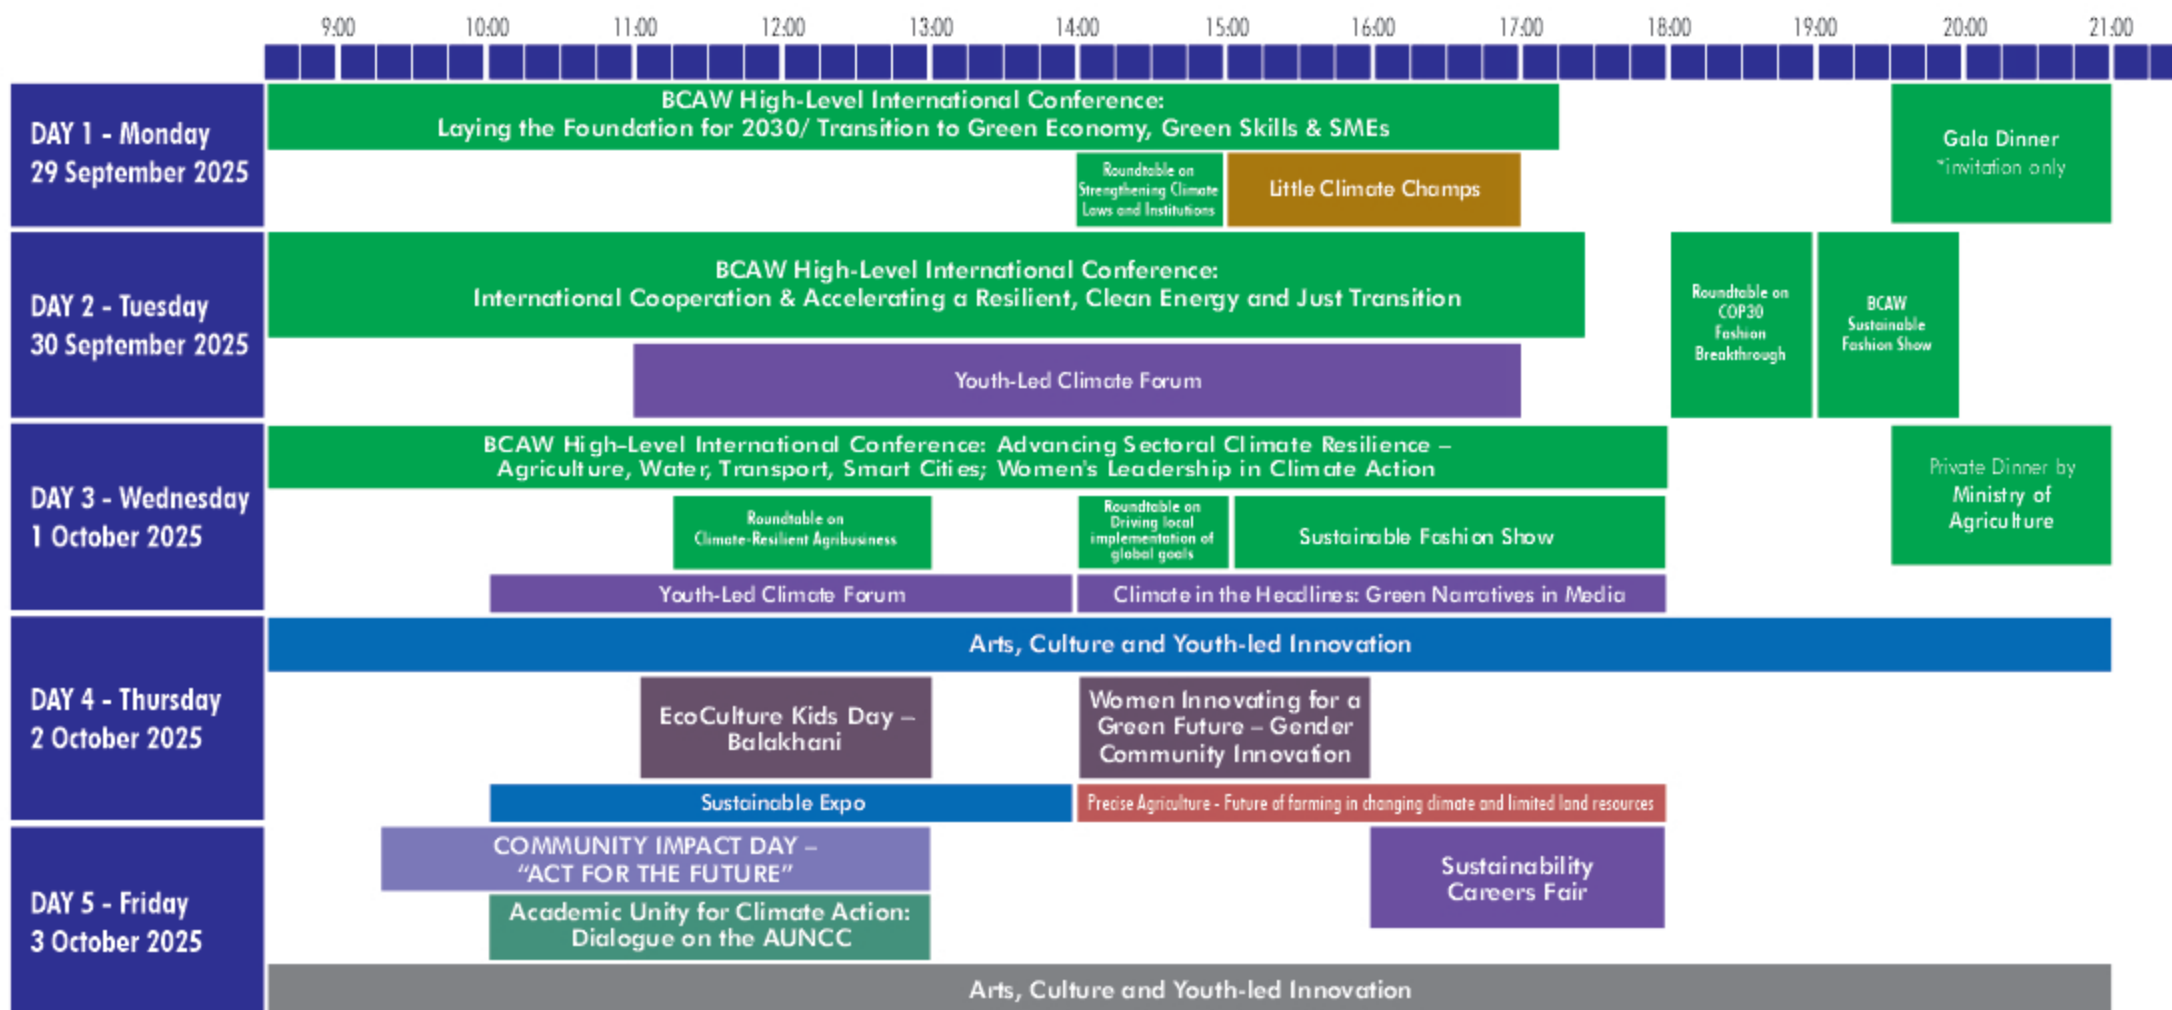 9:00 10:00 11:00 12:00 13:00 14:00 15:00 16:00 17:00 18:00 19:00 20:00 21:00
DAY 1 - Monday
29 September 2025
BCAW High-Level International Conference:
Laying the Foundation for 2030/ Transition to Green Economy, Green Skills & SMEs
Roundtable on
Strengthening Climate
Laws and Institutions
Little Climate Champs
Gala Dinner
*invitation only
DAY 2 - Tuesday
30 September 2025
BCAW High-Level International Conference:
International Cooperation & Accelerating a Resilient, Clean Energy and Just Transition
Youth-Led Climate Forum
Roundtable on
COP30
Fashion
Breakthrough
BCAW
Sustainable
Fashion Show
DAY 3 - Wednesday
1 October 2025
BCAW High-Level International Conference: Advancing Sectoral Climate Resilience –
Agriculture, Water, Transport, Smart Cities; Women's Leadership in Climate Action
Roundtable on
Climate-Resilient Agribusiness
Roundtable on
Driving local
implementation of
global goals
Sustainable Fashion Show
Private Dinner by
Ministry of
Agriculture
Youth-Led Climate Forum
Climate in the Headlines: Green Narratives in Media
DAY 4 - Thursday
2 October 2025
Arts, Culture and Youth-led Innovation
EcoCulture Kids Day –
Balakhani
Women Innovating for a
Green Future – Gender
Community Innovation
Sustainable Expo
Precise Agriculture - Future of farming in changing climate and limited land resources
DAY 5 - Friday
3 October 2025
COMMUNITY IMPACT DAY –
“ACT FOR THE FUTURE”
Academic Unity for Climate Action:
Dialogue on the AUNCC
Sustainability
Careers Fair
Arts, Culture and Youth-led Innovation